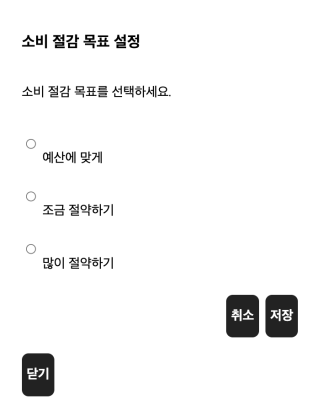 소비 절감 목표 설정
소비 절감 목표를 선택하세요.
예산에 맞게
조금 절약하기
많이 절약하기
취소 저장
닫기